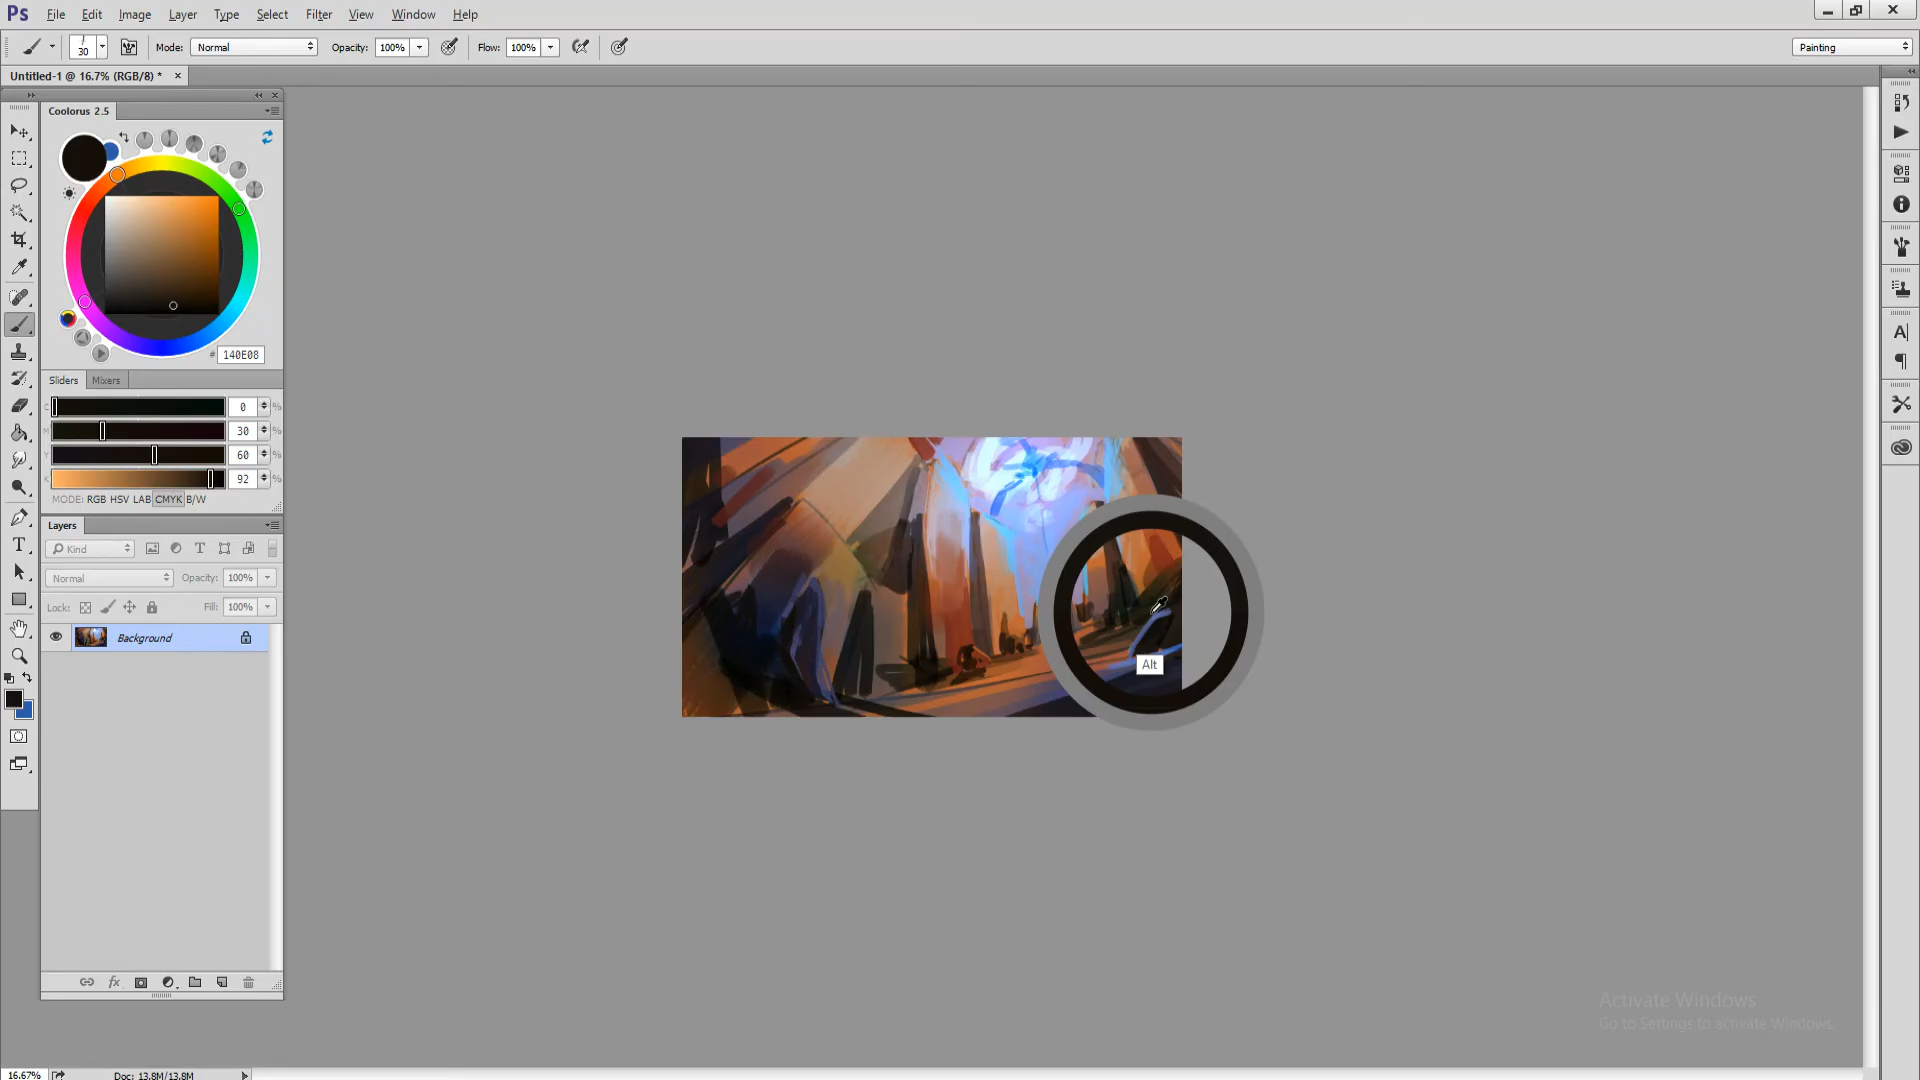 Ps File Edit Image Layer Type Select Filter View Window Help
30 Mode: Normal Opacity: 100% Flow: 100% Painting
Untitled-1 @ 16.7% (RGB/8) *
Coolorus 2.5
# 140E08
Sliders Mixers
C 0 %
M 30 %
Y 60 %
K 92 %
MODE: RGB HSV LAB CMYK B/W
Layers
Kind
Normal Opacity: 100%
Lock: Fill: 100%
Background
Alt
Activate Windows
Go to Settings to activate Windows.
16.67% Doc: 13.8M/13.8M